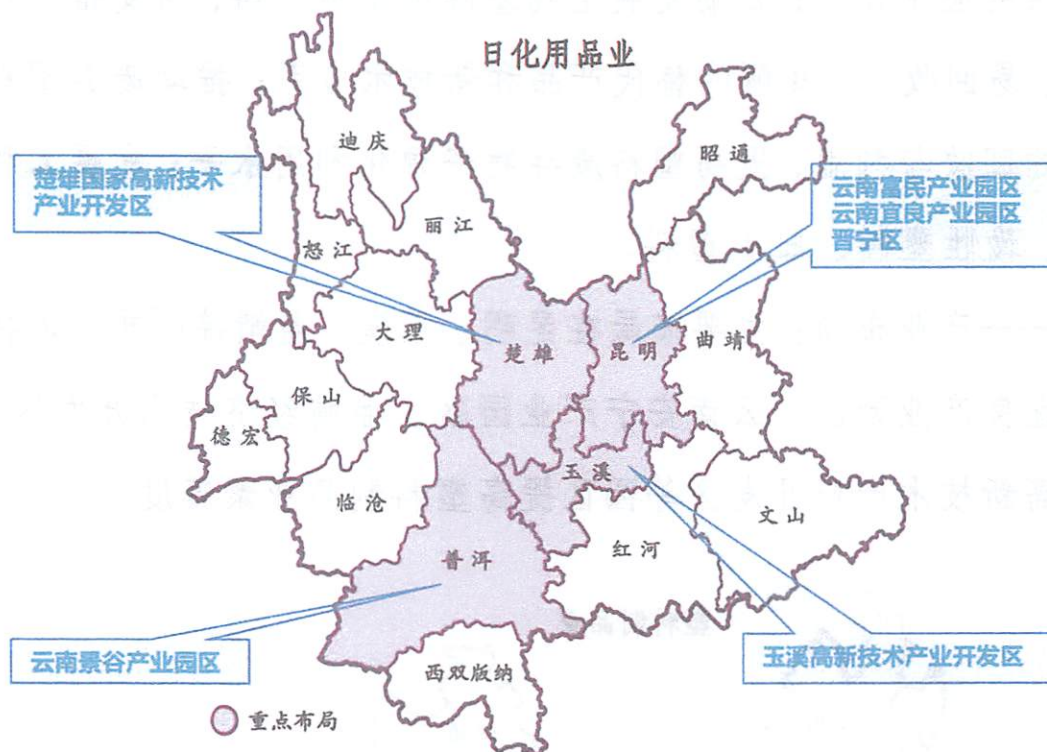 日化用品业
迪庆
昭通
楚雄国家高新技术
产业开发区
云南富民产业园区
云南宜良产业园区
晋宁区
丽江
怒江
大理
楚雄
昆明
曲靖
保山
德宏
玉溪
临沧
文山
普洱
红河
云南景谷产业园区
玉溪高新技术产业开发区
西双版纳
重点布局